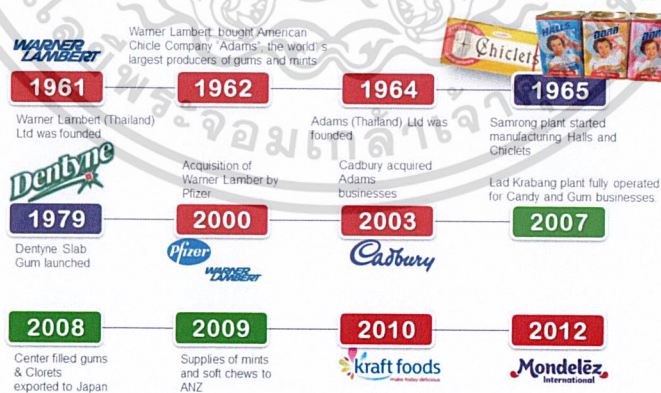 WARNER
LAMBERT
1961
Warner Lambert (Thailand)
Ltd was founded
Warner Lambert bought American
Chicle Company "Adams", the world's
largest producers of gums and mints
1962
1964
Adams (Thailand) Ltd was
founded
Chiclets
HALLS
1965
Samrong plant started
manufacturing Halls and
Chiclets
Dentyne
1979
Dentyne Slab
Gum launched
Acquisition of
Warner Lamber by
Pfizer
2000
Pfizer
WARNER
LAMBERT
Cadbury acquired
Adams
businesses
2003
Cadbury
Lad Krabang plant fully operated
for Candy and Gum businesses
2007
2008
Center filled gums
& Clorets
exported to Japan
2009
Supplies of mints
and soft chews to
ANZ
2010
kraft foods
make today delicious
2012
Mondelēz
International